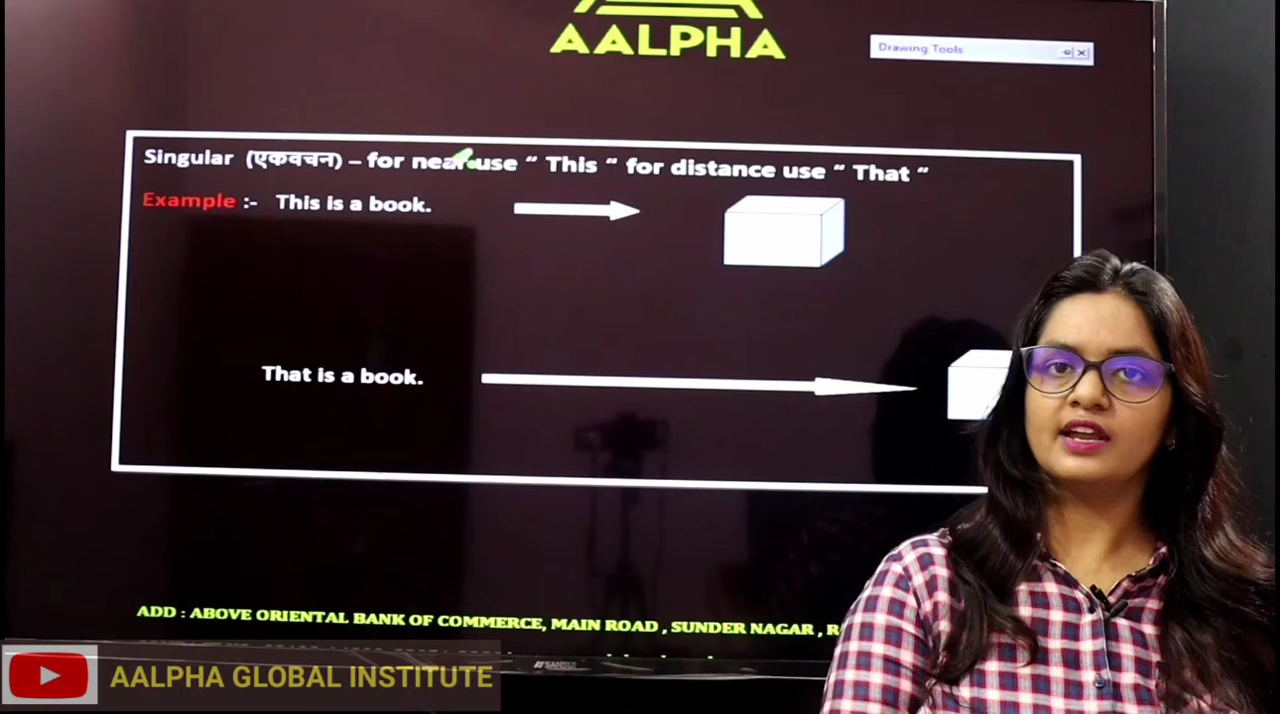 AALPHA
Drawing Tools
Singular (एकवचन) – for near use “ This “ for distance use “ That “
Example :- This is a book.
That is a book.
ADD : ABOVE ORIENTAL BANK OF COMMERCE, MAIN ROAD , SUNDER NAGAR ,
SANSUI
AALPHA GLOBAL INSTITUTE